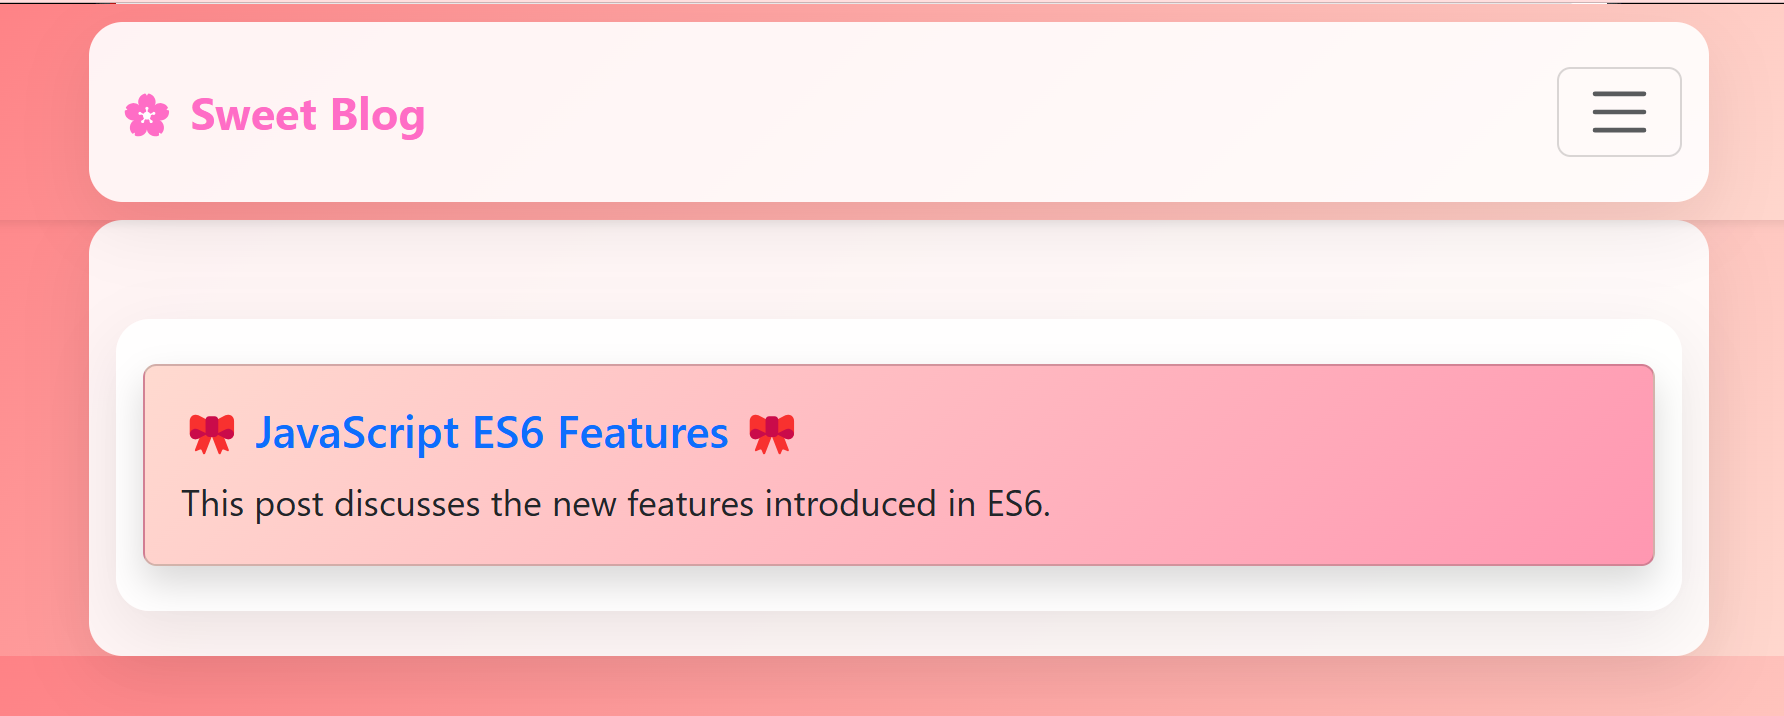 🌸 Sweet Blog
🎀 JavaScript ES6 Features 🎀
This post discusses the new features introduced in ES6.